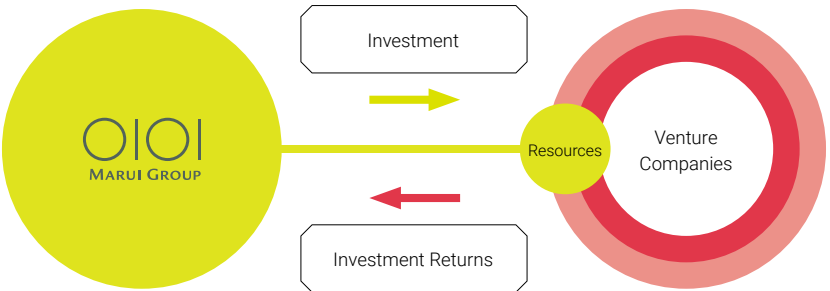 Investment
OIOI
MARUI GROUP
Resources
Venture
Companies
Investment Returns